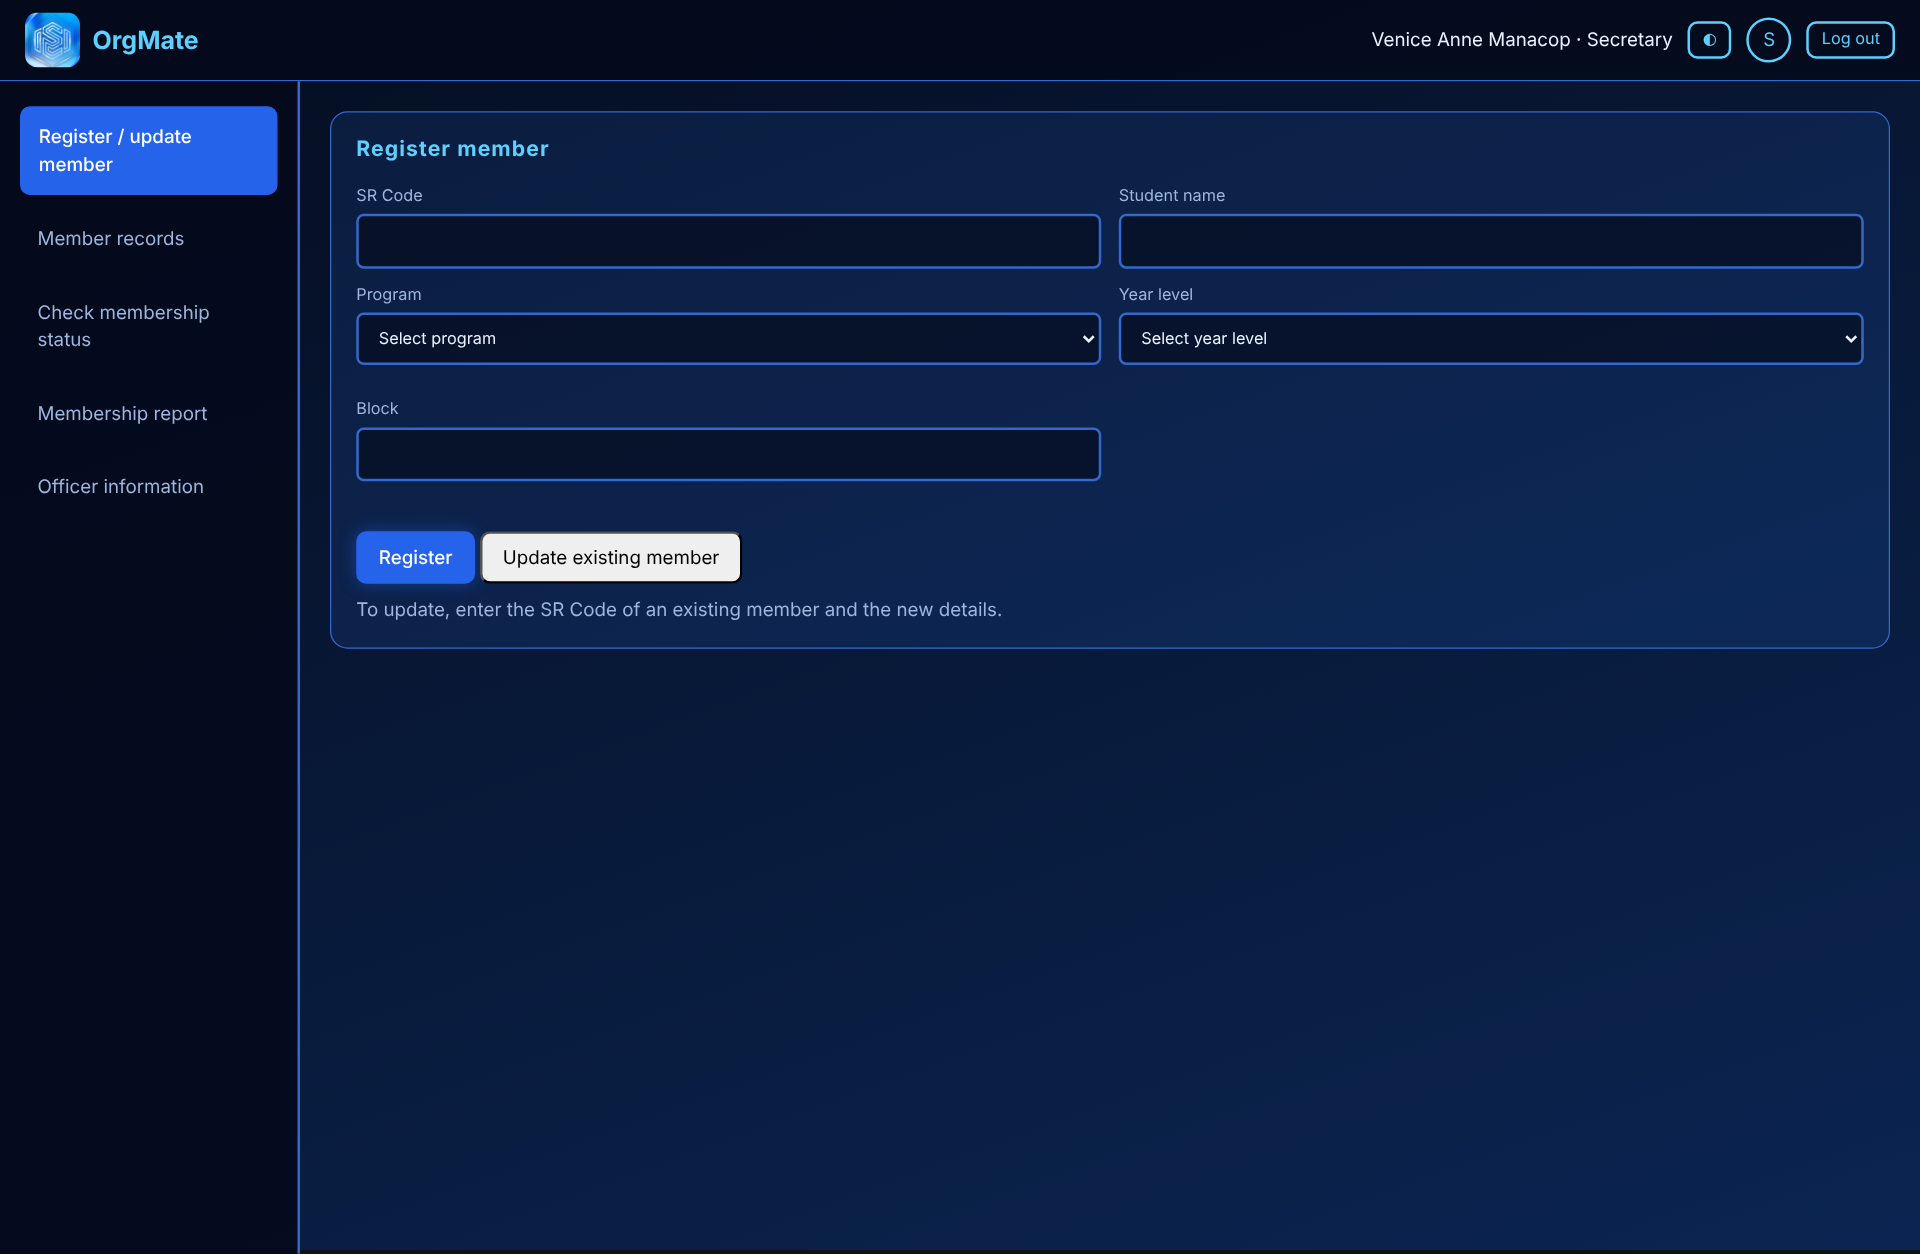 OrgMate
Venice Anne Manacop · Secretary
S
Log out
Register / update
member
Member records
Check membership
status
Membership report
Officer information
Register member
SR Code
Student name
Program
Year level
Select program
Select year level
Block
Register
Update existing member
To update, enter the SR Code of an existing member and the new details.